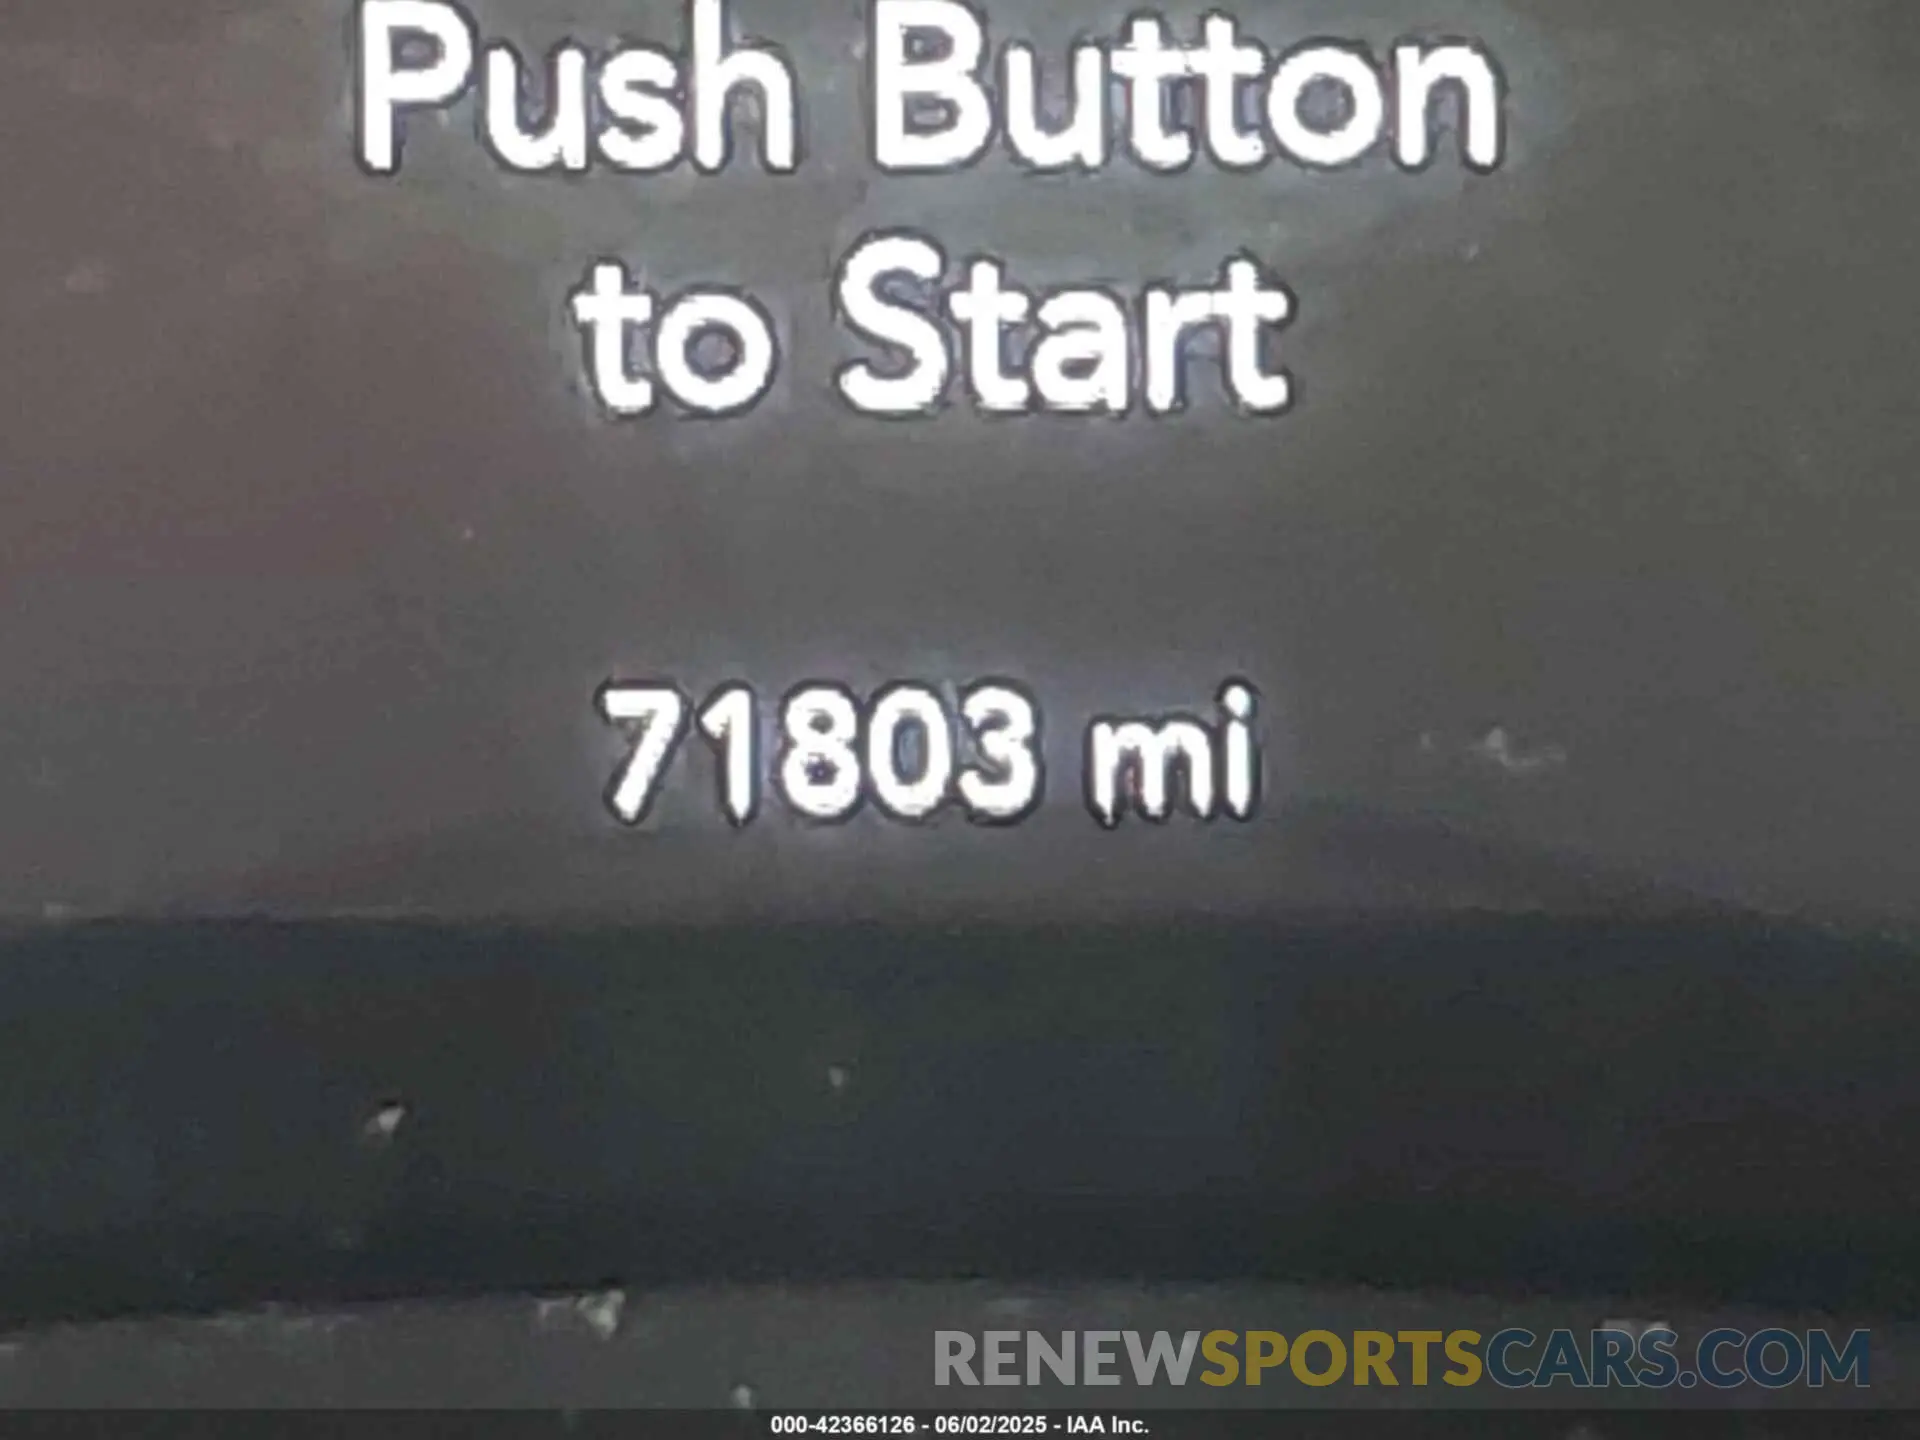 Push Button
to Start
71803 mi
RENEWSPORTSCARS.COM
000-42366126 - 06/02/2025 - IAA Inc.